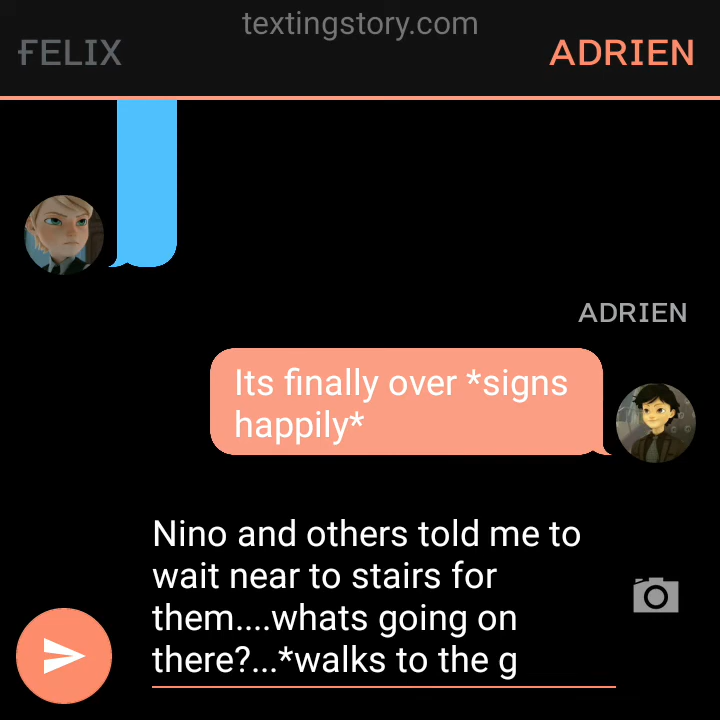 textingstory.com
FELIX
ADRIEN
ADRIEN
Its finally over *signs
happily*
Nino and others told me to
wait near to stairs for
them....whats going on
there?...*walks to the g